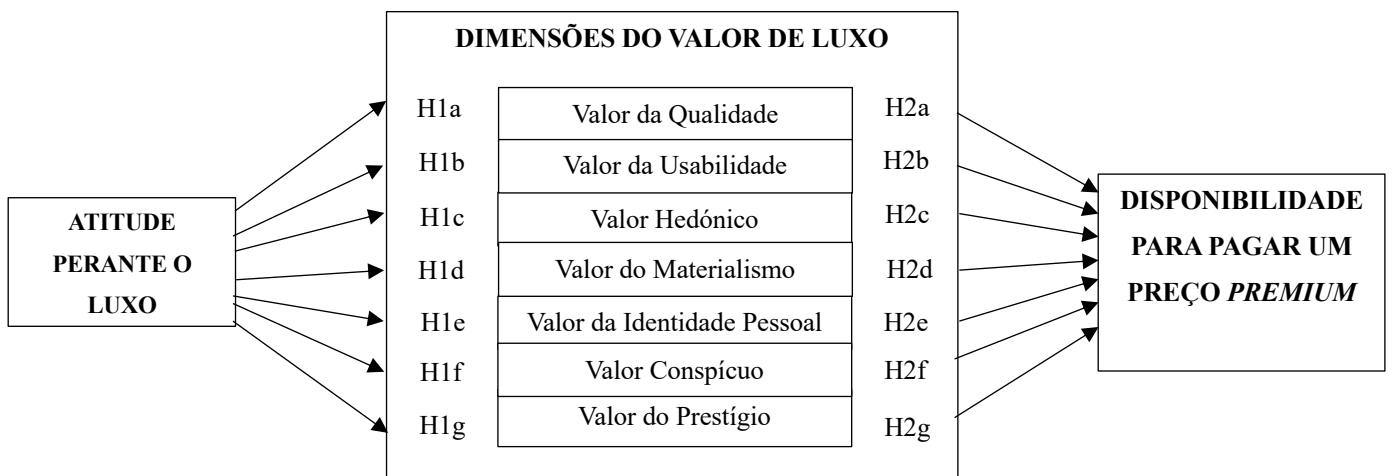 DIMENSÕES DO VALOR DE LUXO
H1a Valor da Qualidade H2a
H1b Valor da Usabilidade H2b
H1c Valor Hedónico H2c
H1d Valor do Materialismo H2d
H1e Valor da Identidade Pessoal H2e
H1f Valor Conspícuo H2f
H1g Valor do Prestígio H2g
ATITUDE
PERANTE O
LUXO
DISPONIBILIDADE
PARA PAGAR UM
PREÇO PREMIUM